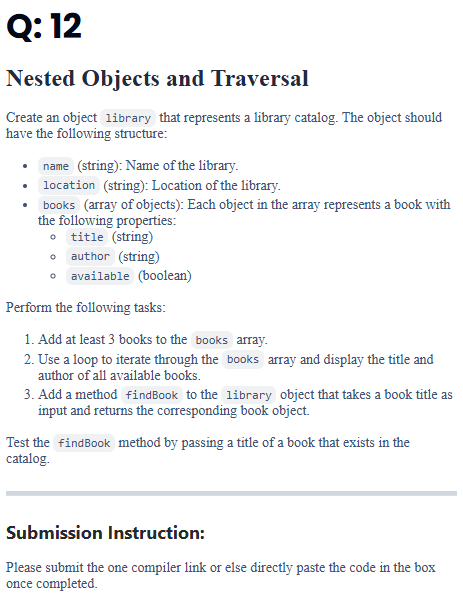 Q: 12
Nested Objects and Traversal
Create an object library that represents a library catalog. The object should
have the following structure:
• name (string): Name of the library.
• location (string): Location of the library.
• books (array of objects): Each object in the array represents a book with
the following properties:
◦ title (string)
◦ author (string)
◦ available (boolean)
Perform the following tasks:
1. Add at least 3 books to the books array.
2. Use a loop to iterate through the books array and display the title and
author of all available books.
3. Add a method findBook to the library object that takes a book title as
input and returns the corresponding book object.
Test the findBook method by passing a title of a book that exists in the
catalog.
Submission Instruction:
Please submit the one compiler link or else directly paste the code in the box
once completed.